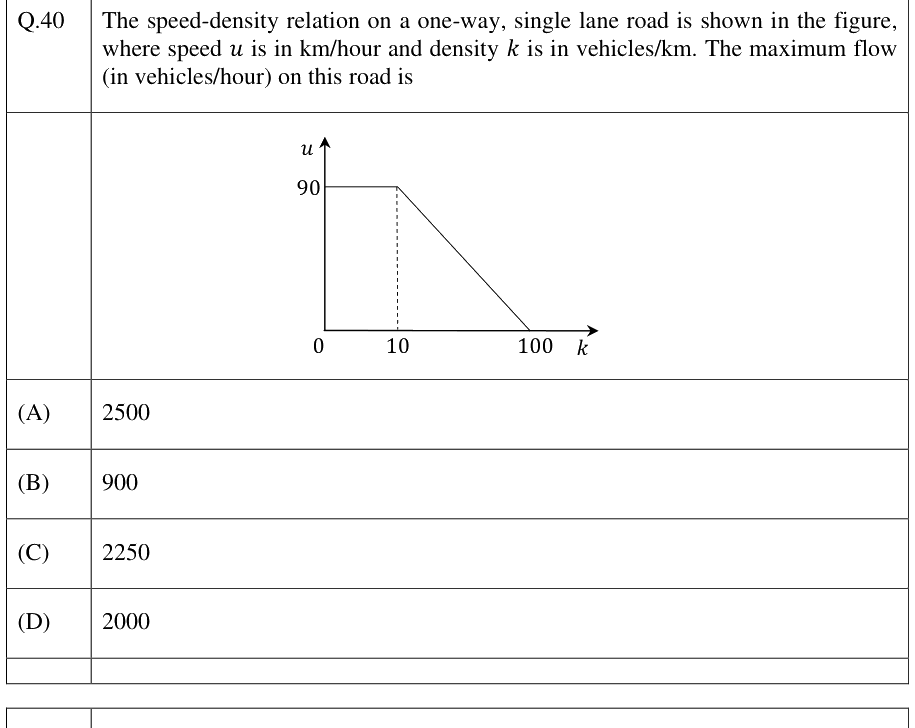 Q.40
The speed-density relation on a one-way, single lane road is shown in the figure,
where speed u is in km/hour and density k is in vehicles/km. The maximum flow
(in vehicles/hour) on this road is
u
90
0 10 100 k
(A) 2500
(B) 900
(C) 2250
(D) 2000